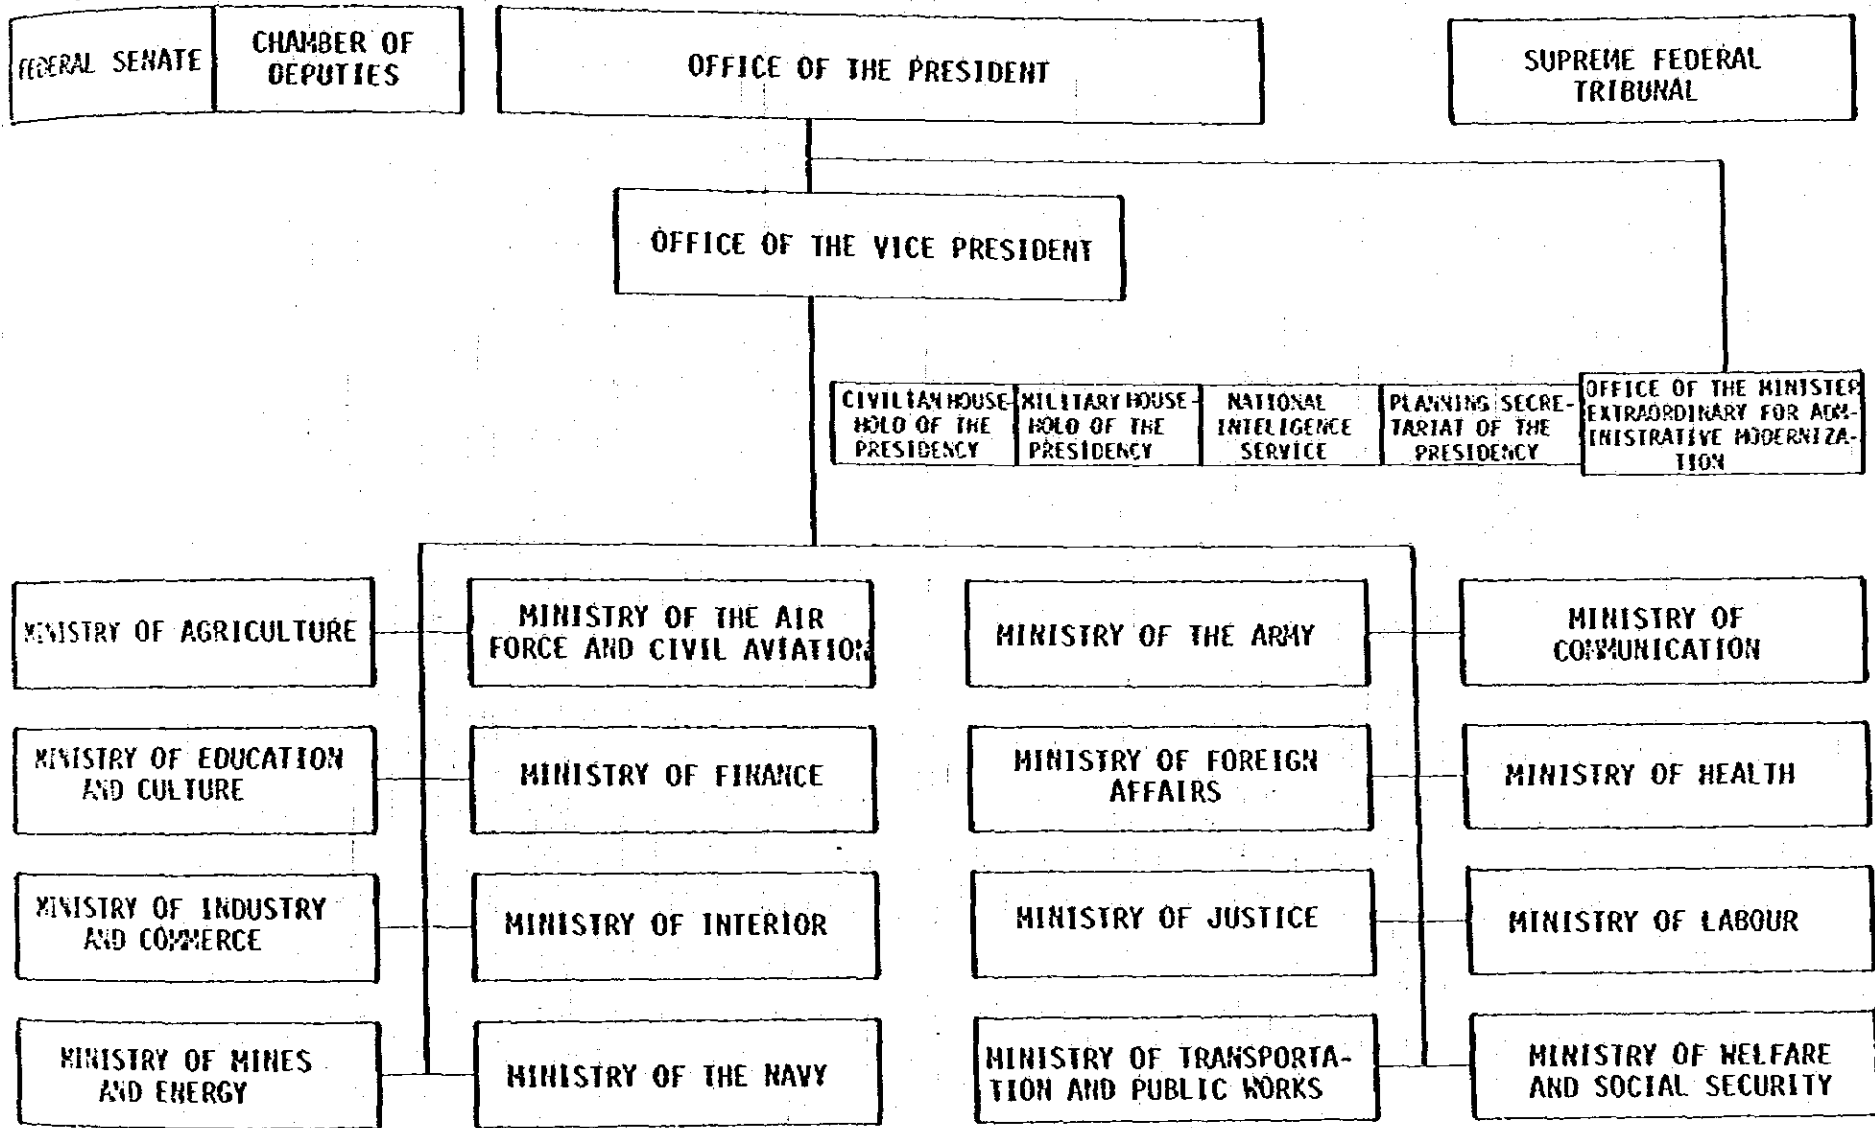 FEDERAL SENATE
CHAMBER OF
DEPUTIES
OFFICE OF THE PRESIDENT
SUPREME FEDERAL
TRIBUNAL
OFFICE OF THE VICE PRESIDENT
CIVILIAN HOUSE-
HOLD OF THE
PRESIDENCY
MILITARY HOUSE-
HOLD OF THE
PRESIDENCY
NATIONAL
INTELIGENCE
SERVICE
PLANNING SECRE-
TARIAT OF THE
PRESIDENCY
OFFICE OF THE MINISTER
EXTRAORDINARY FOR ADM-
INISTRATIVE MODERNIZA-
TION
MINISTRY OF AGRICULTURE
MINISTRY OF THE AIR
FORCE AND CIVIL AVIATION
MINISTRY OF THE ARMY
MINISTRY OF
COMMUNICATION
MINISTRY OF EDUCATION
AND CULTURE
MINISTRY OF FINANCE
MINISTRY OF FOREIGN
AFFAIRS
MINISTRY OF HEALTH
MINISTRY OF INDUSTRY
AND COMMERCE
MINISTRY OF INTERIOR
MINISTRY OF JUSTICE
MINISTRY OF LABOUR
MINISTRY OF MINES
AND ENERGY
MINISTRY OF THE NAVY
MINISTRY OF TRANSPORTA-
TION AND PUBLIC WORKS
MINISTRY OF WELFARE
AND SOCIAL SECURITY